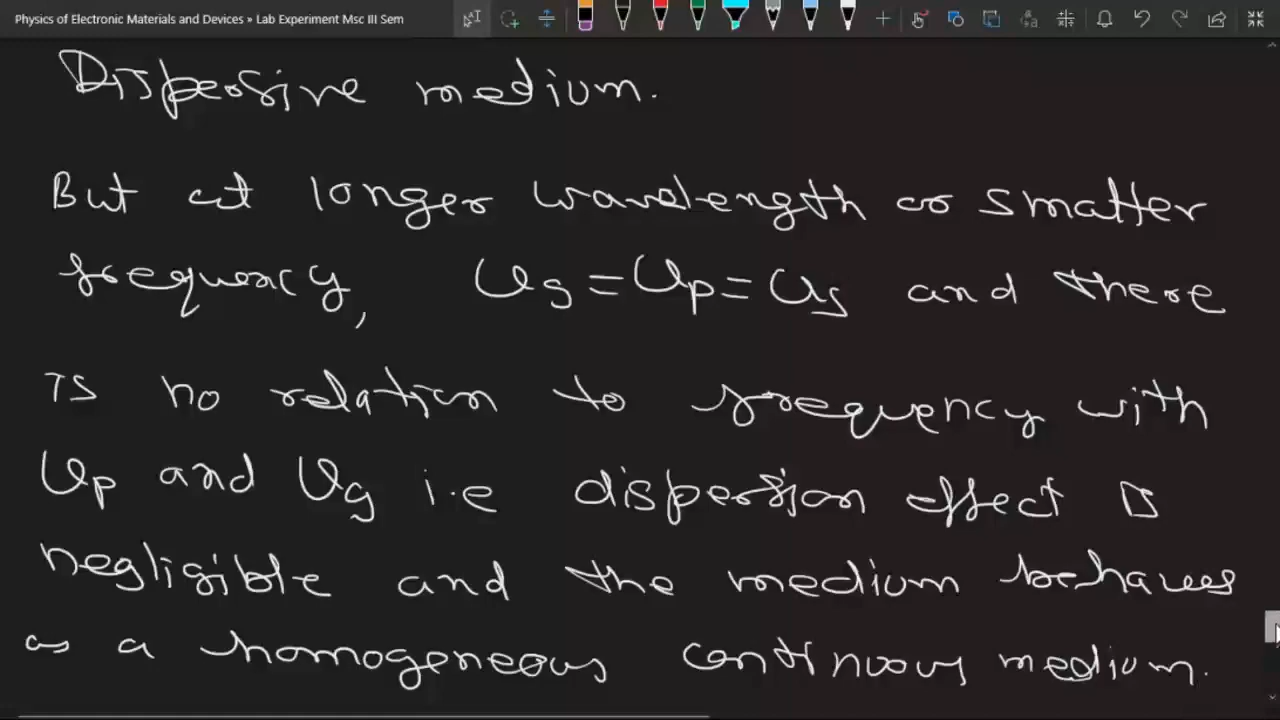 Physics of Electronic Materials and Devices » Lab Experiment Msc III Sem
Dispersive medium.
But at longer wavelength or smaller
frequency, Ug = Up = Us and there
is no relation to frequency with
Up and Ug i.e dispersion effect is
negligible and the medium behaves
as a homogeneous continuous medium.